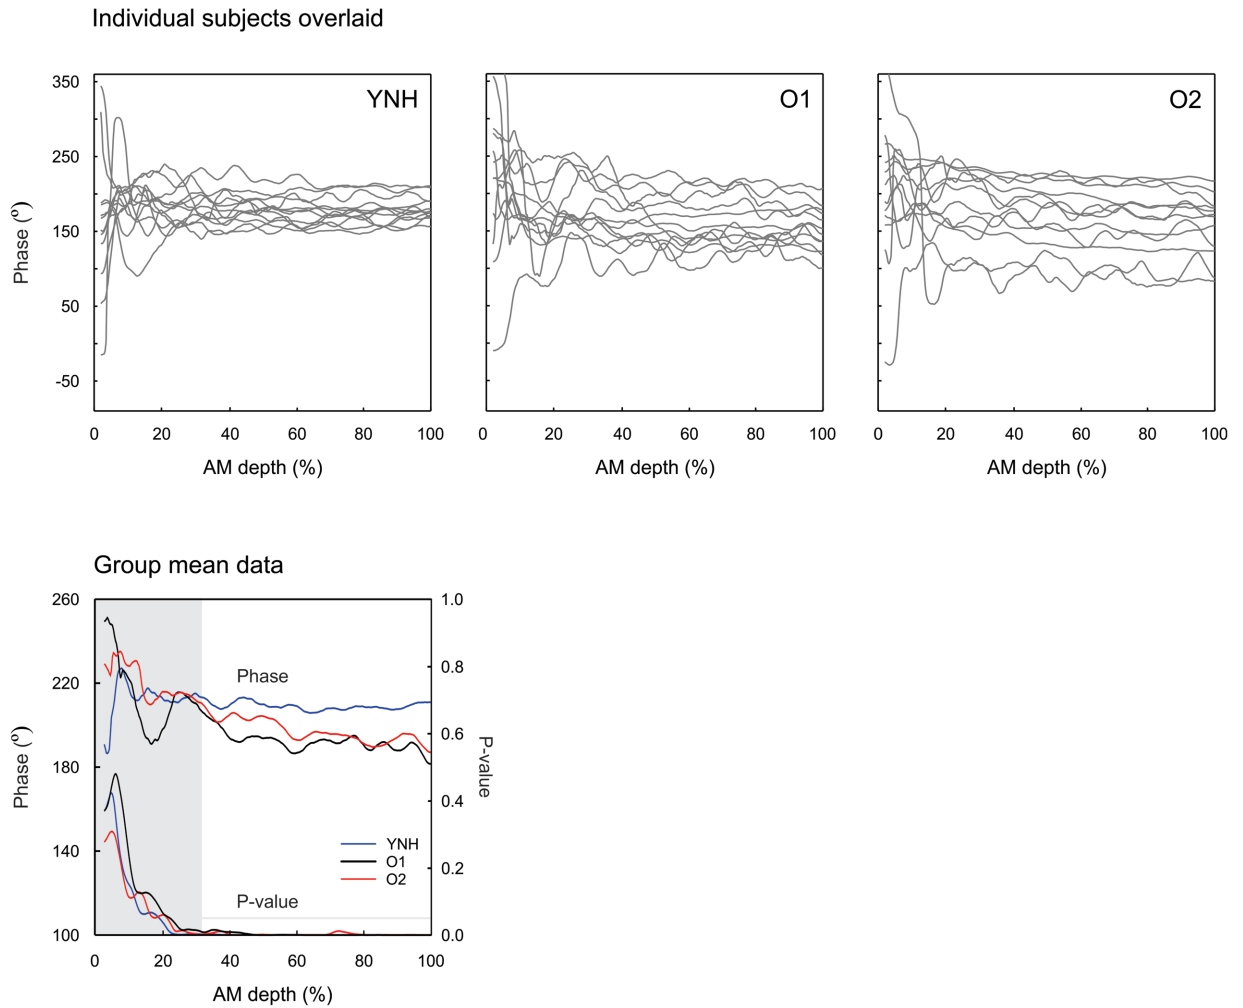 Individual subjects overlaid
YNH
O1
O2
350
250
150
50
-50
Phase (º)
0 20 40 60 80 100
0 20 40 60 80 100
0 20 40 60 80 100
AM depth (%)
AM depth (%)
AM depth (%)
Group mean data
260
220
180
140
100
Phase (º)
1.0
0.8
0.6
0.4
0.2
0.0
P-value
Phase
YNH
O1
O2
P-value
0 20 40 60 80 100
AM depth (%)